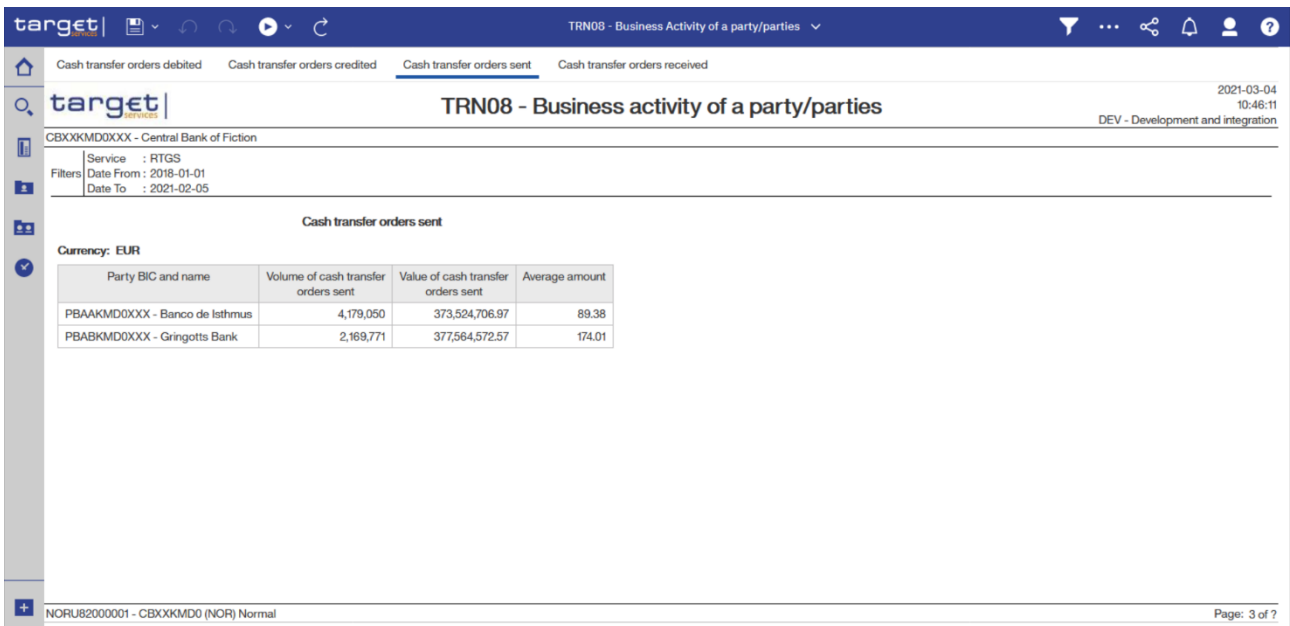 target| services
TRN08 - Business Activity of a party/parties
Cash transfer orders debited Cash transfer orders credited Cash transfer orders sent Cash transfer orders received
target| services
TRN08 - Business activity of a party/parties
2021-03-04
10:46:11
DEV - Development and integration
CBXXKMD0XXX - Central Bank of Fiction
Filters
Service : RTGS
Date From : 2018-01-01
Date To : 2021-02-05
Cash transfer orders sent
Currency: EUR
Party BIC and name Volume of cash transfer orders sent Value of cash transfer orders sent Average amount
PBAAKMD0XXX - Banco de Isthmus 4,179,050 373,524,706.97 89.38
PBABKMD0XXX - Gringotts Bank 2,169,771 377,564,572.57 174.01
NORU82000001 - CBXXKMD0 (NOR) Normal Page: 3 of ?